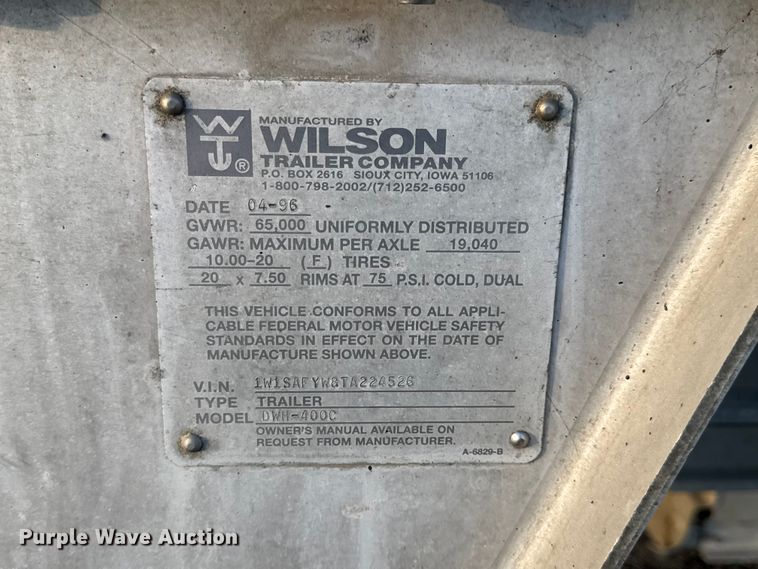 MANUFACTURED BY
WILSON
TRAILER COMPANY
P.O. BOX 2616 SIOUX CITY, IOWA 51106
1-800-798-2002/(712)252-6500
DATE 04-96
GVWR: 65,000 UNIFORMLY DISTRIBUTED
GAWR: MAXIMUM PER AXLE 19,040
10.00-20 (F) TIRES
20 x 7.50 RIMS AT 75 P.S.I. COLD, DUAL
THIS VEHICLE CONFORMS TO ALL APPLI-
CABLE FEDERAL MOTOR VEHICLE SAFETY
STANDARDS IN EFFECT ON THE DATE OF
MANUFACTURE SHOWN ABOVE.
V.I.N. 1W1SAFYW8TA224526
TYPE TRAILER
MODEL DWH-400C
OWNER'S MANUAL AVAILABLE ON
REQUEST FROM MANUFACTURER.
A-6829-B
Purple Wave Auction